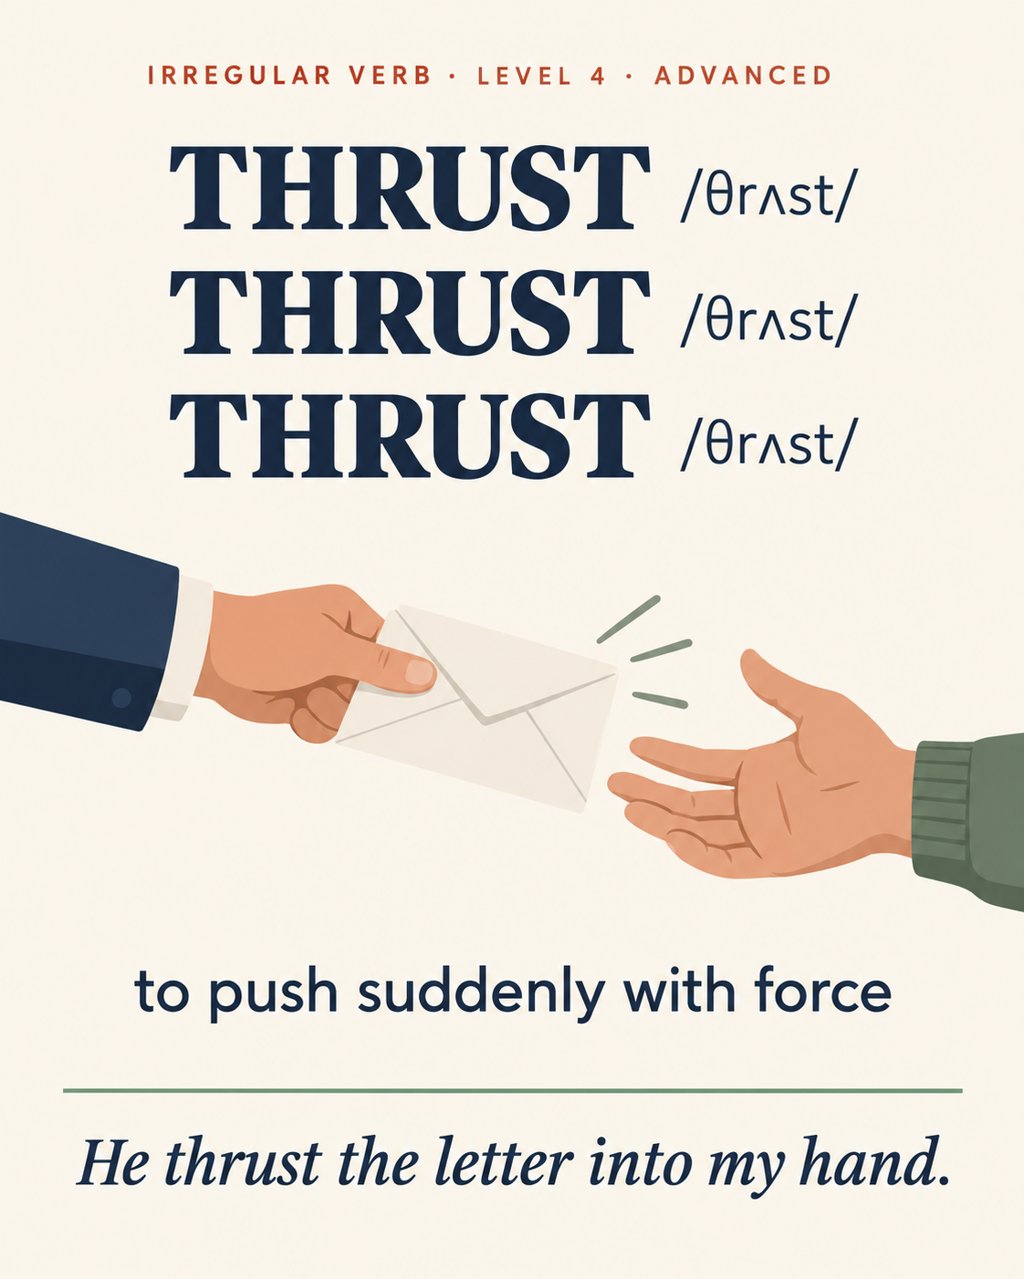 IRREGULAR VERB · LEVEL 4 · ADVANCED
THRUST /θrʌst/
THRUST /θrʌst/
THRUST /θrʌst/
to push suddenly with force
He thrust the letter into my hand.